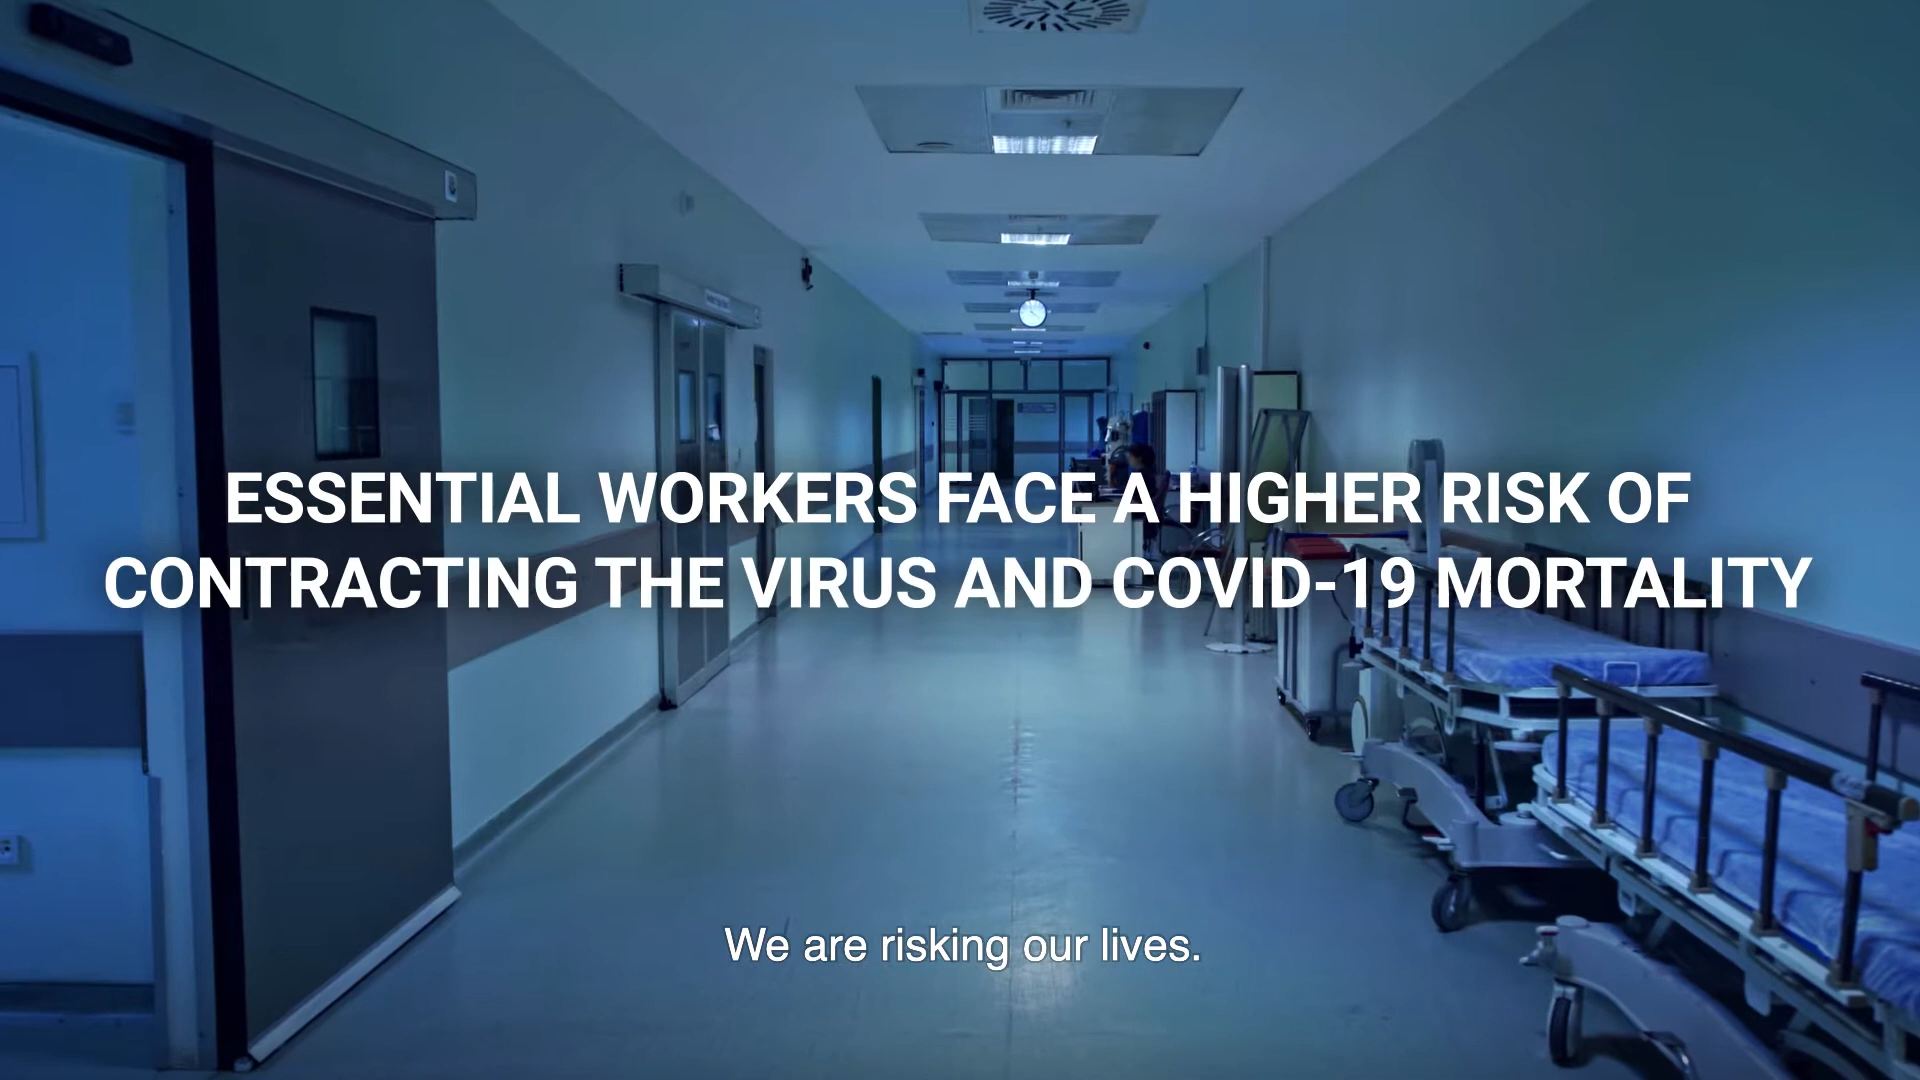 ESSENTIAL WORKERS FACE A HIGHER RISK OF
CONTRACTING THE VIRUS AND COVID-19 MORTALITY
We are risking our lives.